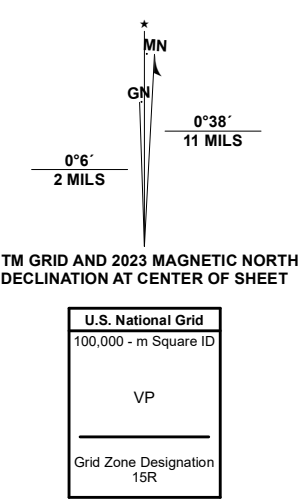 ★
MN
GN
0°38´
11 MILS
0°6´
2 MILS
TM GRID AND 2023 MAGNETIC NORTH
DECLINATION AT CENTER OF SHEET
U.S. National Grid
100,000 - m Square ID
VP
Grid Zone Designation
15R